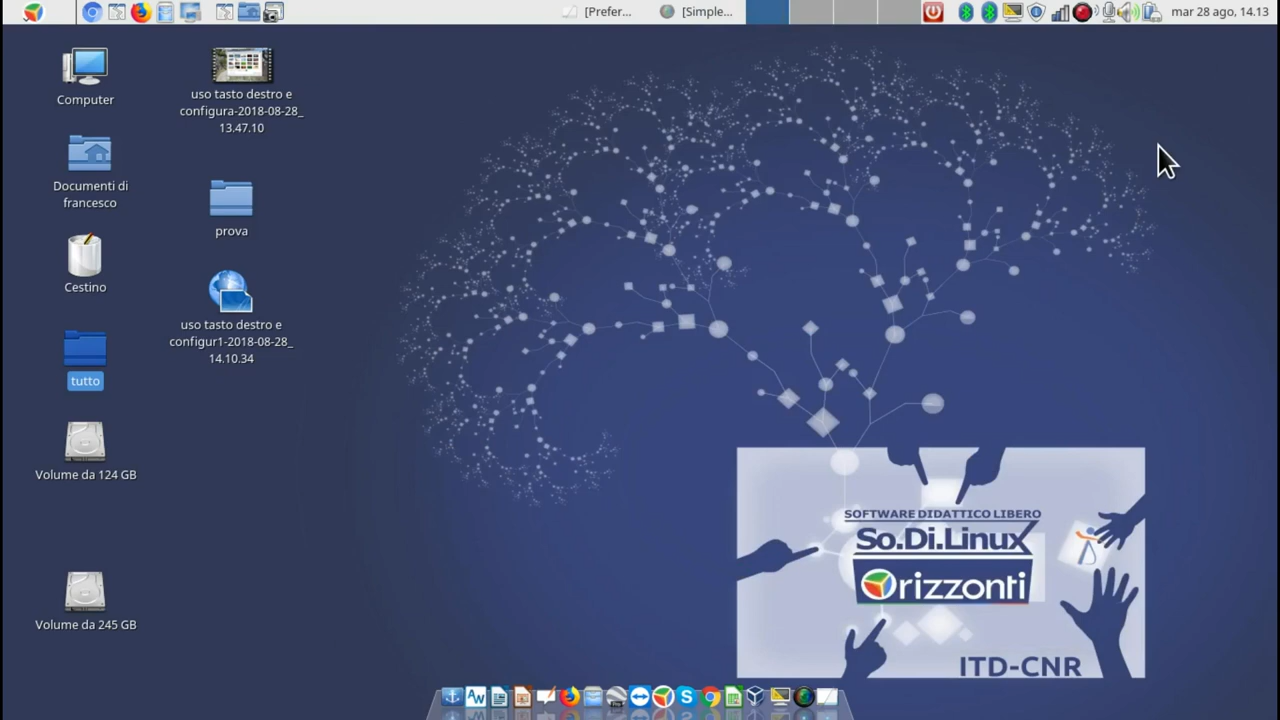 [Prefer...
[Simple...
mar 28 ago, 14.13
Computer
uso tasto destro e
configura-2018-08-28_
13.47.10
Documenti di
francesco
prova
Cestino
uso tasto destro e
configur1-2018-08-28_
14.10.34
tutto
Volume da 124 GB
Volume da 245 GB
SOFTWARE DIDATTICO LIBERO
So.Di.Linux
Orizzonti
ITD-CNR